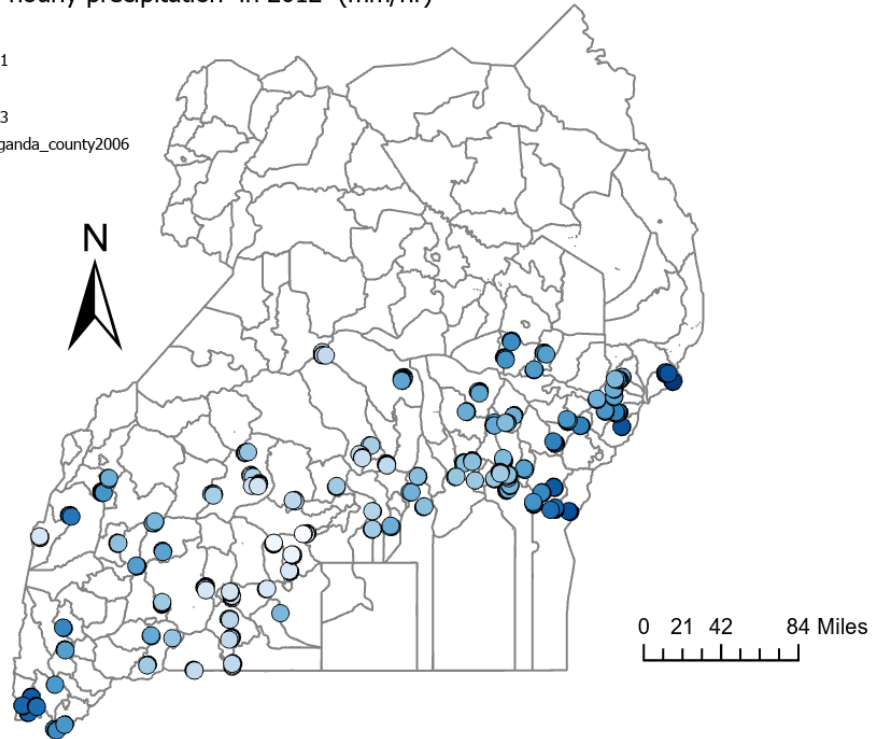 hourly precipitation in 2012 (mm/hr)
1
3
ganda_county2006
N
0 21 42 84 Miles